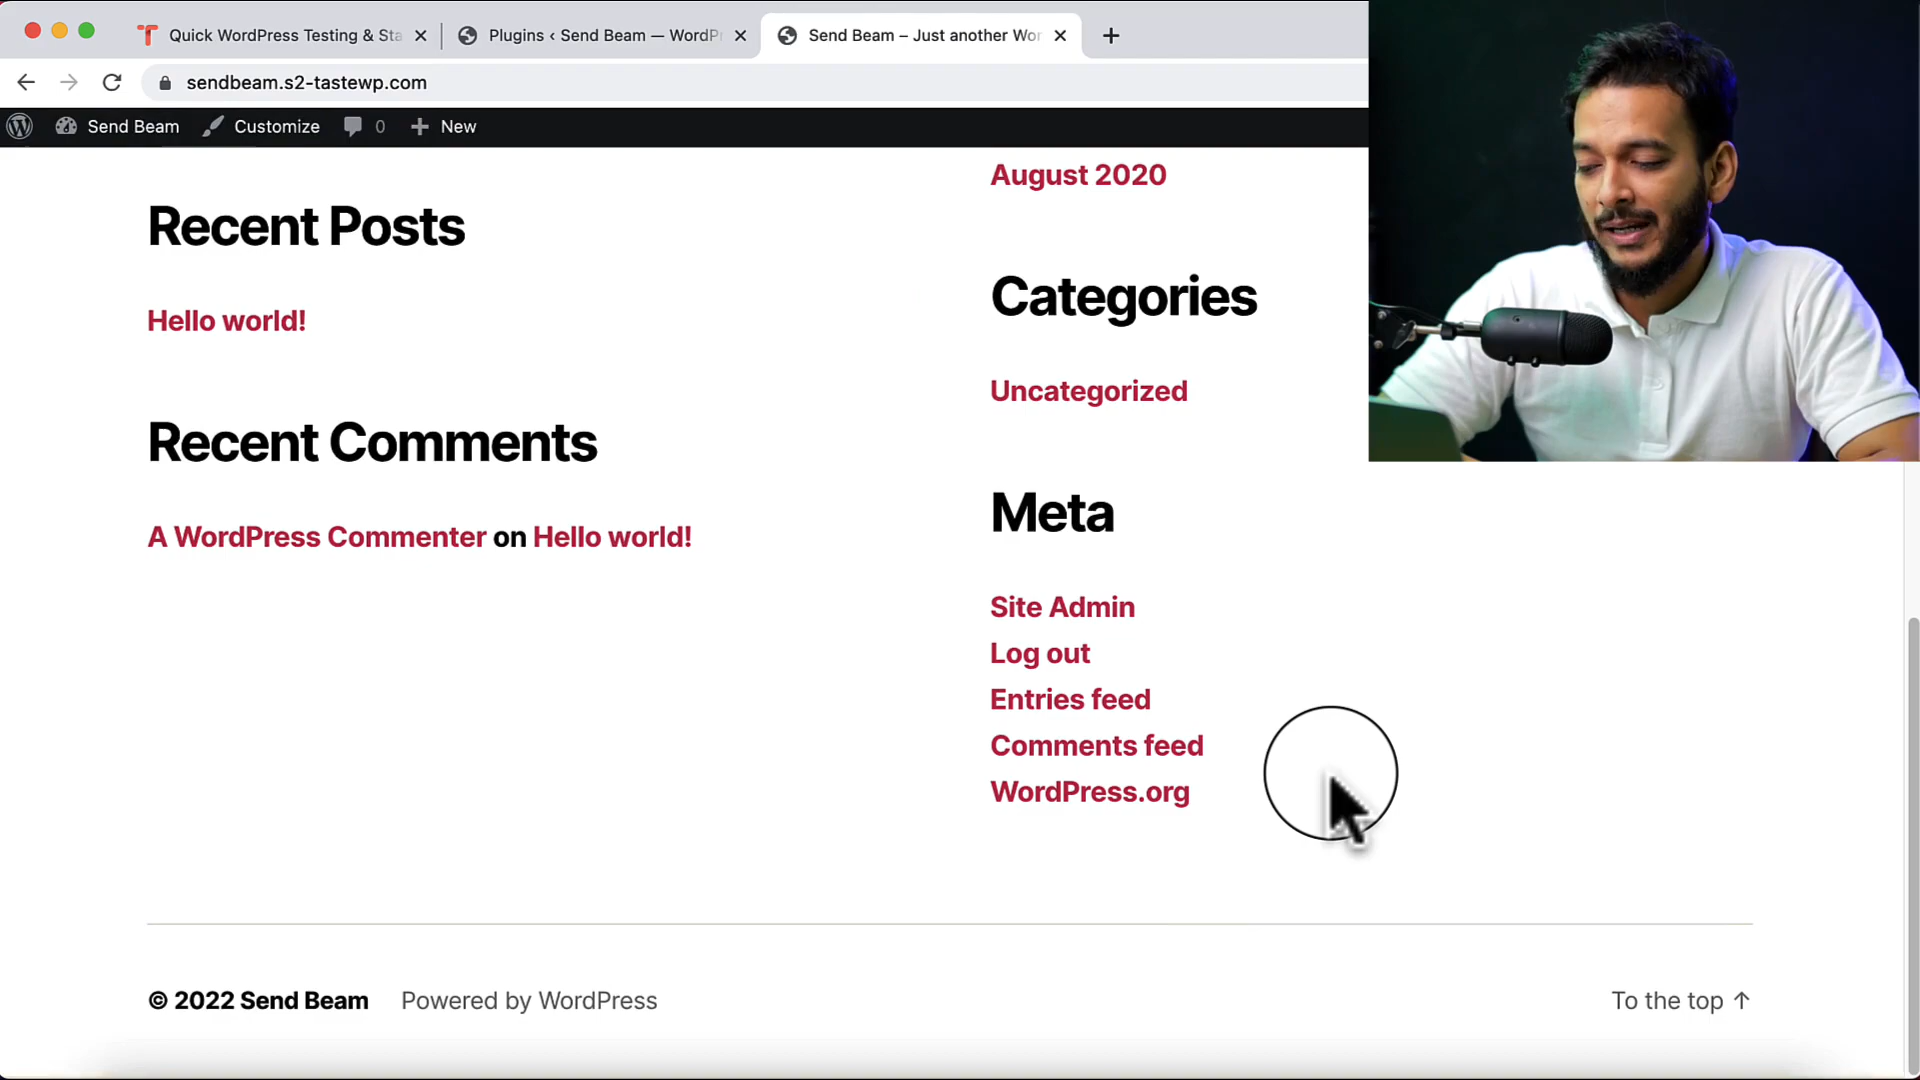 Quick WordPress Testing & Sta
Plugins ‹ Send Beam — WordPr
Send Beam – Just another Wor
sendbeam.s2-tastewp.com
Send Beam
Customize
0
New
August 2020
Recent Posts
Hello world!
Categories
Uncategorized
Recent Comments
A WordPress Commenter on Hello world!
Meta
Site Admin
Log out
Entries feed
Comments feed
WordPress.org
© 2022 Send Beam Powered by WordPress
To the top ↑